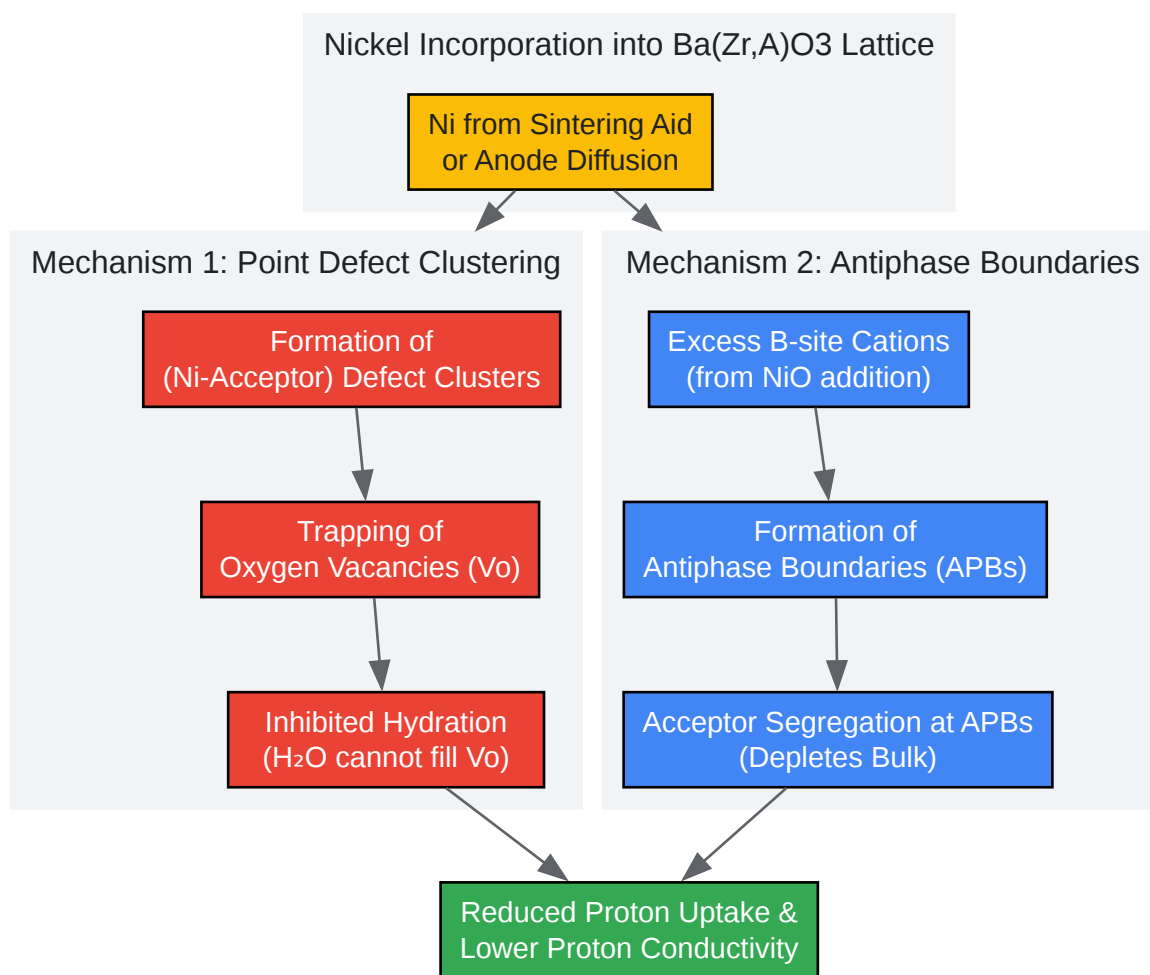 Nickel Incorporation into Ba(Zr,A)O3 Lattice
Ni from Sintering Aid
or Anode Diffusion
Mechanism 1: Point Defect Clustering
Formation of
(Ni-Acceptor) Defect Clusters
Trapping of
Oxygen Vacancies (Vo)
Inhibited Hydration
(H₂O cannot fill Vo)
Mechanism 2: Antiphase Boundaries
Excess B-site Cations
(from NiO addition)
Formation of
Antiphase Boundaries (APBs)
Acceptor Segregation at APBs
(Depletes Bulk)
Reduced Proton Uptake &
Lower Proton Conductivity